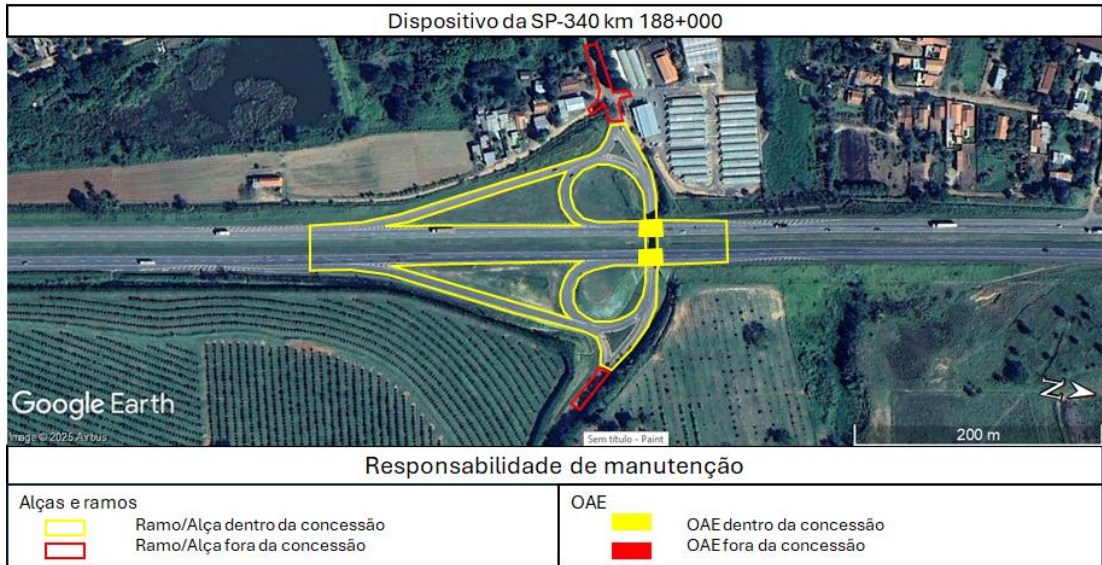 Dispositivo da SP-340 km 188+000
Google Earth
Image © 2025 Airbus
Sem título - Paint
N
200 m
Responsabilidade de manutenção
Alças e ramos
Ramo/Alça dentro da concessão
Ramo/Alça fora da concessão
OAE
OAE dentro da concessão
OAE fora da concessão